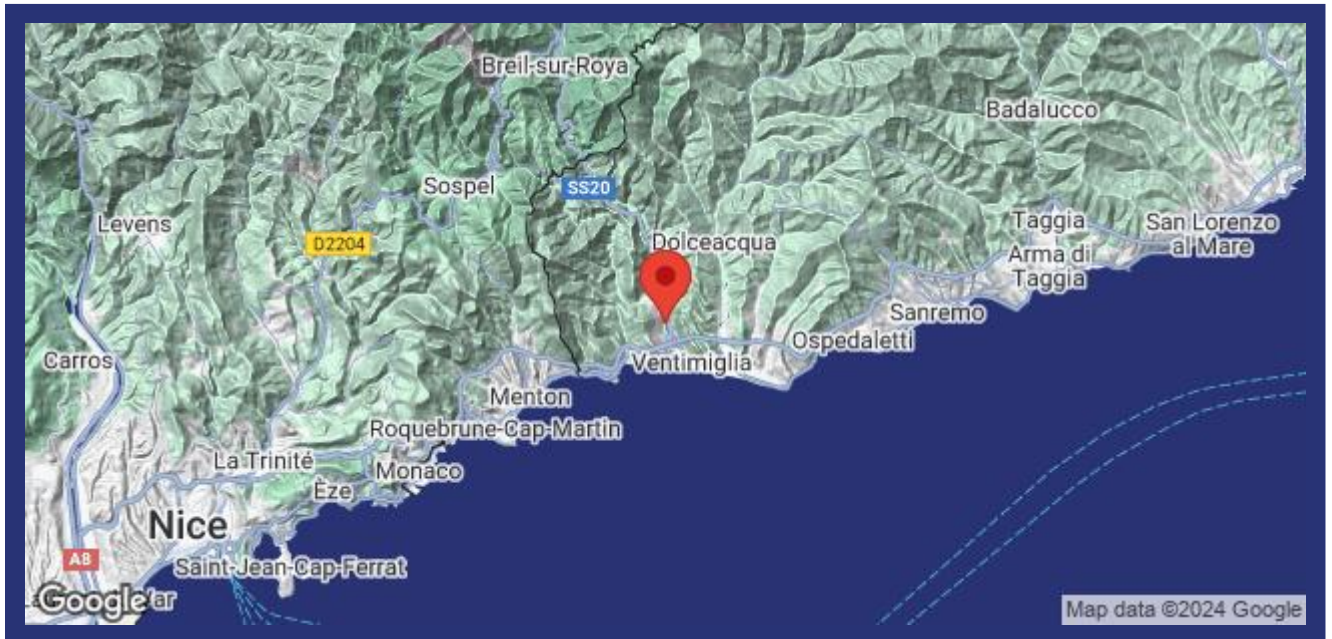 Breil-sur-Roya
Badalucco
Sospel
SS20
Levens
Taggia
San Lorenzo
al Mare
D2204
Dolceacqua
Arma di
Taggia
Sanremo
Ospedaletti
Carros
Ventimiglia
Menton
Roquebrune-Cap-Martin
La Trinité
Monaco
Èze
Nice
A8
Saint-Jean-Cap-Ferrat
Google
Map data ©2024 Google